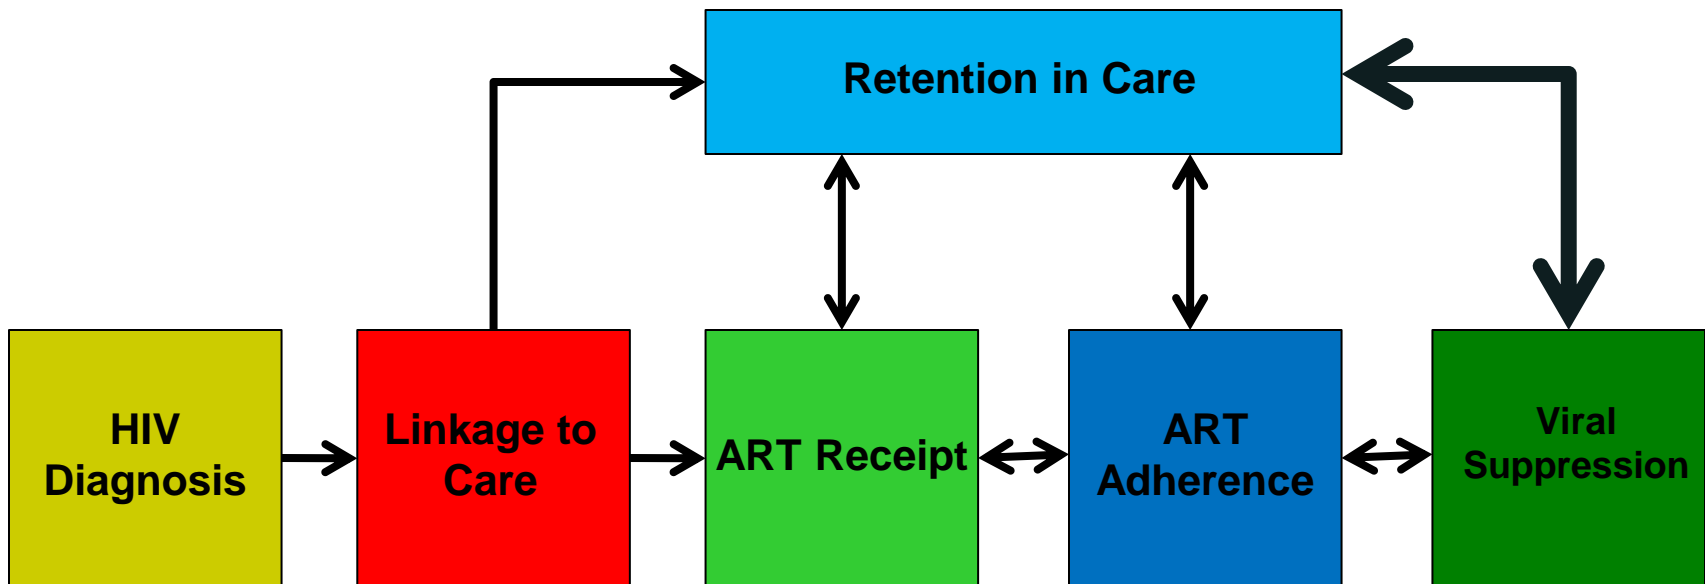 Retention in Care
HIV
Diagnosis
Linkage to
Care
ART Receipt
ART
Adherence
Viral
Suppression